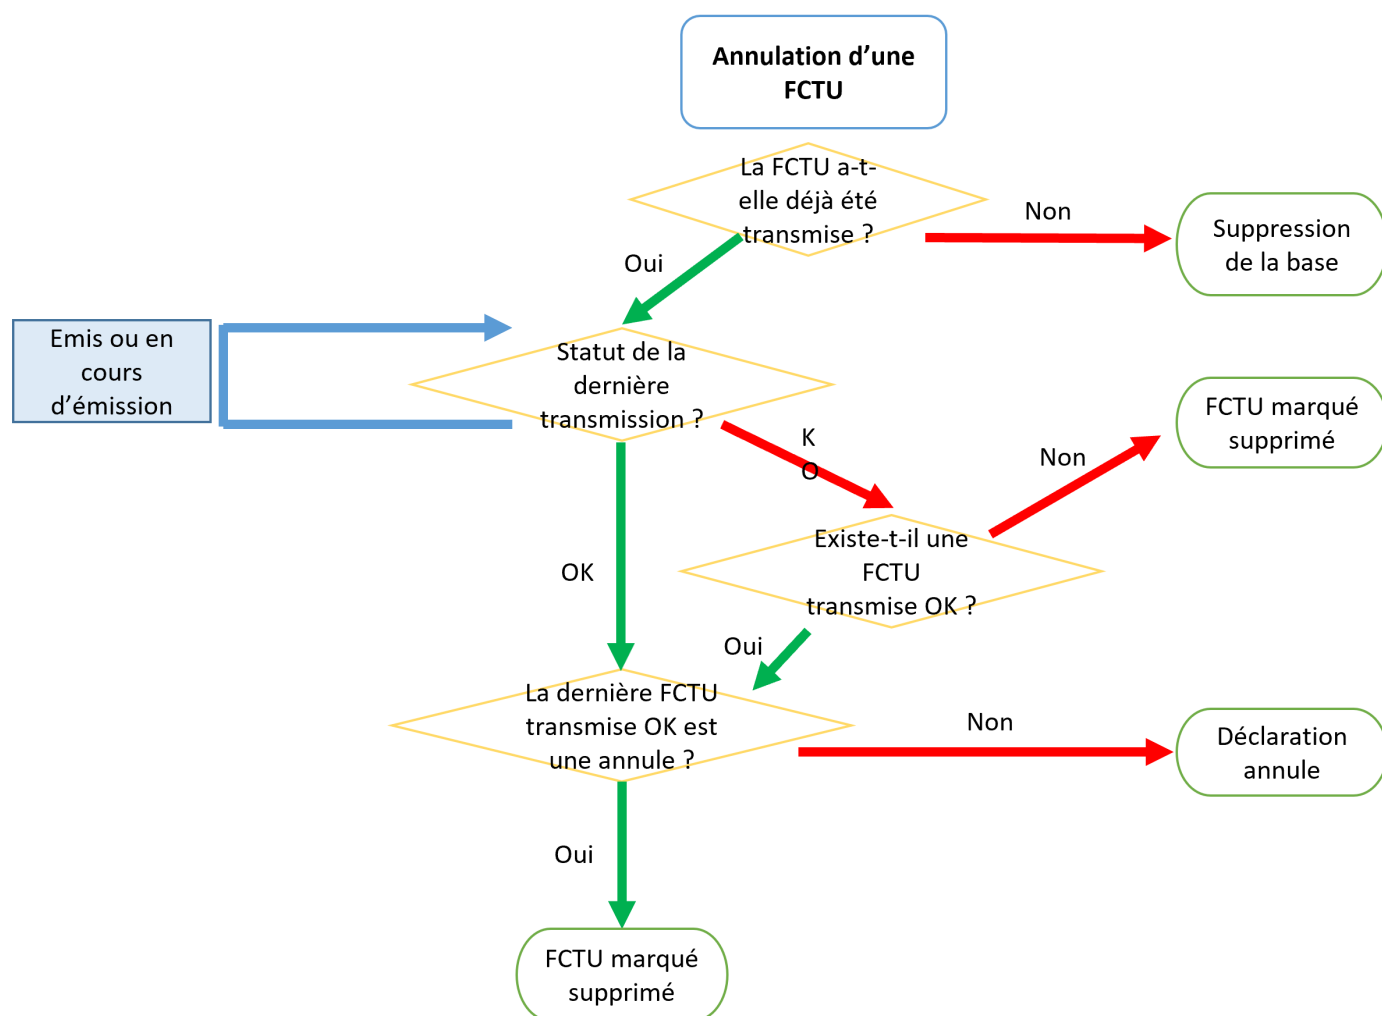 Annulation d’une
FCTU
La FCTU a-t-
elle déjà été
transmise ?
Non
Suppression
de la base
Oui
Emis ou en
cours
d’émission
Statut de la
dernière
transmission ?
K
O
Non
FCTU marqué
supprimé
Existe-t-il une
FCTU
transmise OK ?
OK
Oui
La dernière FCTU
transmise OK est
une annule ?
Non
Déclaration
annule
Oui
FCTU marqué
supprimé